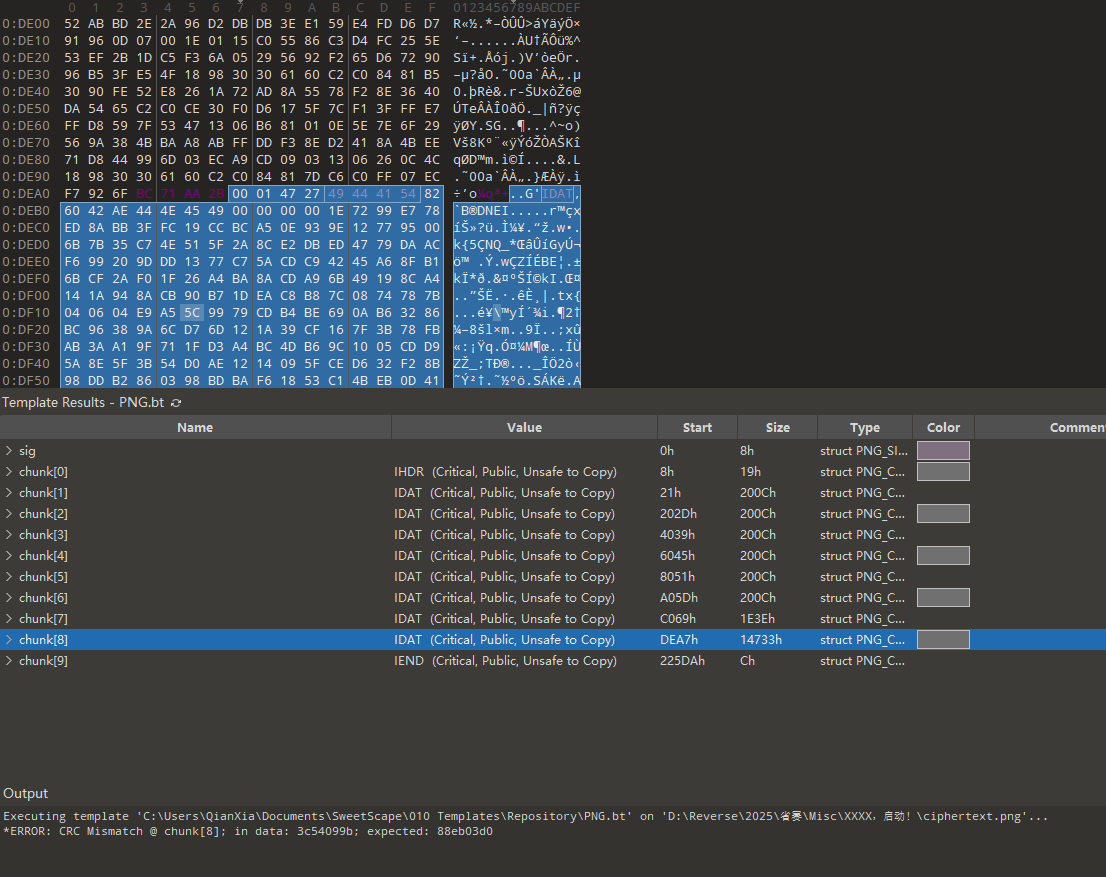 0 1 2 3 4 5 6 7 8 9 A B C D E F 0123456789ABCDEF
0:DE00 52 AB BD 2E 2A 96 D2 DB DB 3E E1 59 E4 FD D6 D7 R«½.*–ÒÛÛ>áYäýÖ×
0:DE10 91 96 0D 07 00 1E 01 15 C0 55 86 C3 D4 FC 25 5E ‘–......ÀU†ÃÔü%^
0:DE20 53 EF 2B 1D C5 F3 6A 05 29 56 92 F2 65 D6 72 90 Sï+.Åój.)V’òeÖr.
0:DE30 96 B5 3F E5 4F 18 98 30 30 61 60 C2 C0 84 81 B5 –µ?åO.˜00a`ÂÀ„.µ
0:DE40 30 90 FE 52 E8 26 1A 72 AD 8A 55 78 F2 8E 36 40 0.þRè&.r-ŠUxòŽ6@
0:DE50 DA 54 65 C2 C0 CE 30 F0 D6 17 5F 7C F1 3F FF E7 ÚTeÂÀÎ0ðÖ._|ñ?ÿç
0:DE60 FF D8 59 7F 53 47 13 06 B6 81 01 0E 5E 7E 6F 29 ÿØY.SG..¶...^~o)
0:DE70 56 9A 38 4B BA A8 AB FF DD F3 8E D2 41 8A 4B EE Vš8Kº¨«ÿÝóŽÒAŠKî
0:DE80 71 D8 44 99 6D 03 EC A9 CD 09 03 13 06 26 0C 4C qØD™m.ì©Í....&.L
0:DE90 18 98 30 30 61 60 C2 C0 84 81 7D C6 C0 FF 07 EC .˜00a`ÂÀ„.}ÆÀÿ.ì
0:DEA0 F7 92 6F BC 71 AA 2B 00 01 47 27 49 44 41 54 82 ÷’o¼qª+..G'IDAT‚
0:DEB0 60 42 AE 44 4E 45 49 00 00 00 00 1E 72 99 E7 78 `B®DNEI.....r™çx
0:DEC0 ED 8A BB 3F FC 19 CC BC A5 0E 93 9E 12 77 95 00 íŠ»?ü.Ì¼¥.“ž.w•.
0:DED0 6B 7B 35 C7 4E 51 5F 2A 8C E2 DB ED 47 79 DA AC k{5ÇNQ_*ŒâÛíGyÚ¬
0:DEE0 F6 99 20 9D DD 13 77 C7 5A CD C9 42 45 A6 8F B1 ö™ .Ý.wÇZÍÉBE¦.±
0:DEF0 6B CF 2A F0 1F 26 A4 BA 8A CD A9 6B 49 19 8C A4 kÏ*ð.&¤ºŠÍ©kI.Œ¤
0:DF00 14 1A 94 8A CB 90 B7 1D EA C8 B8 7C 08 74 78 7B ..”ŠË.·.êÈ¸|.tx{
0:DF10 04 06 04 E9 A5 5C 99 79 CD B4 BE 69 0A B6 32 86 ...é¥\™yÍ´¾i.¶2†
0:DF20 BC 96 38 9A 6C D7 6D 12 1A 39 CF 16 7F 3B 78 FB ¼–8šl×m..9Ï..;xû
0:DF30 AB 3A A1 9F 71 1F D3 A4 BC 4D B6 9C 10 05 CD D9 «:¡Ÿq.Ó¤¼M¶œ..ÍÙ
0:DF40 5A 8E 5F 3B 54 D0 AE 12 14 09 5F CE D6 32 F2 8B ZŽ_;TÐ®..._ÎÖ2ò‹
0:DF50 98 DD B2 86 03 98 BD BA F6 18 53 C1 4B EB 0D 41 ˜Ý²†.˜½ºö.SÁKë.A
Template Results - PNG.bt
Name Value Start Size Type Color Commen
sig 0h 8h struct PNG_SI...
chunk[0] IHDR (Critical, Public, Unsafe to Copy) 8h 19h struct PNG_C...
chunk[1] IDAT (Critical, Public, Unsafe to Copy) 21h 200Ch struct PNG_C...
chunk[2] IDAT (Critical, Public, Unsafe to Copy) 202Dh 200Ch struct PNG_C...
chunk[3] IDAT (Critical, Public, Unsafe to Copy) 4039h 200Ch struct PNG_C...
chunk[4] IDAT (Critical, Public, Unsafe to Copy) 6045h 200Ch struct PNG_C...
chunk[5] IDAT (Critical, Public, Unsafe to Copy) 8051h 200Ch struct PNG_C...
chunk[6] IDAT (Critical, Public, Unsafe to Copy) A05Dh 200Ch struct PNG_C...
chunk[7] IDAT (Critical, Public, Unsafe to Copy) C069h 1E3Eh struct PNG_C...
chunk[8] IDAT (Critical, Public, Unsafe to Copy) DEA7h 14733h struct PNG_C...
chunk[9] IEND (Critical, Public, Unsafe to Copy) 225DAh Ch struct PNG_C...
Output
Executing template 'C:\Users\QianXia\Documents\SweetScape\010 Templates\Repository\PNG.bt' on 'D:\Reverse\2025\省赛\Misc\XXXX，启动！\ciphertext.png'...
*ERROR: CRC Mismatch @ chunk[8]; in data: 3c54099b; expected: 88eb03d0